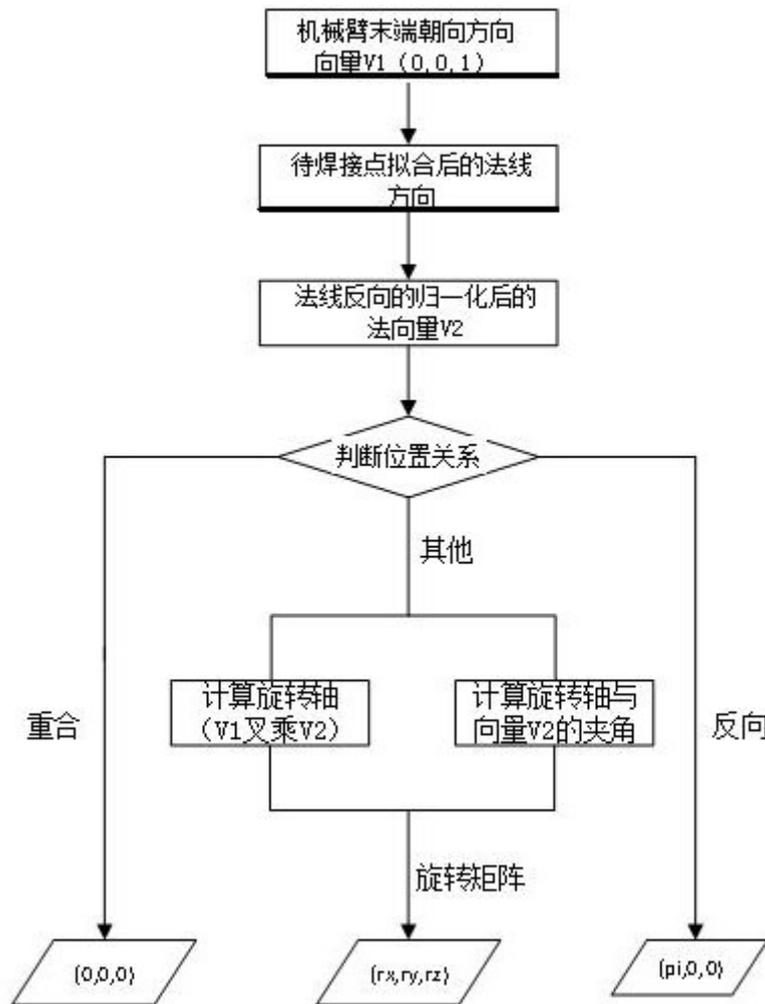 机械臂末端朝向方向
向量V1（0,0,1）
待焊接点拟合后的法线
方向
法线反向的归一化后的
法向量V2
判断位置关系
其他
计算旋转轴
（V1叉乘V2）
计算旋转轴与
向量V2的夹角
重合
反向
旋转矩阵
{0,0,0}
{rx,ry,rz}
{pi,0,0}